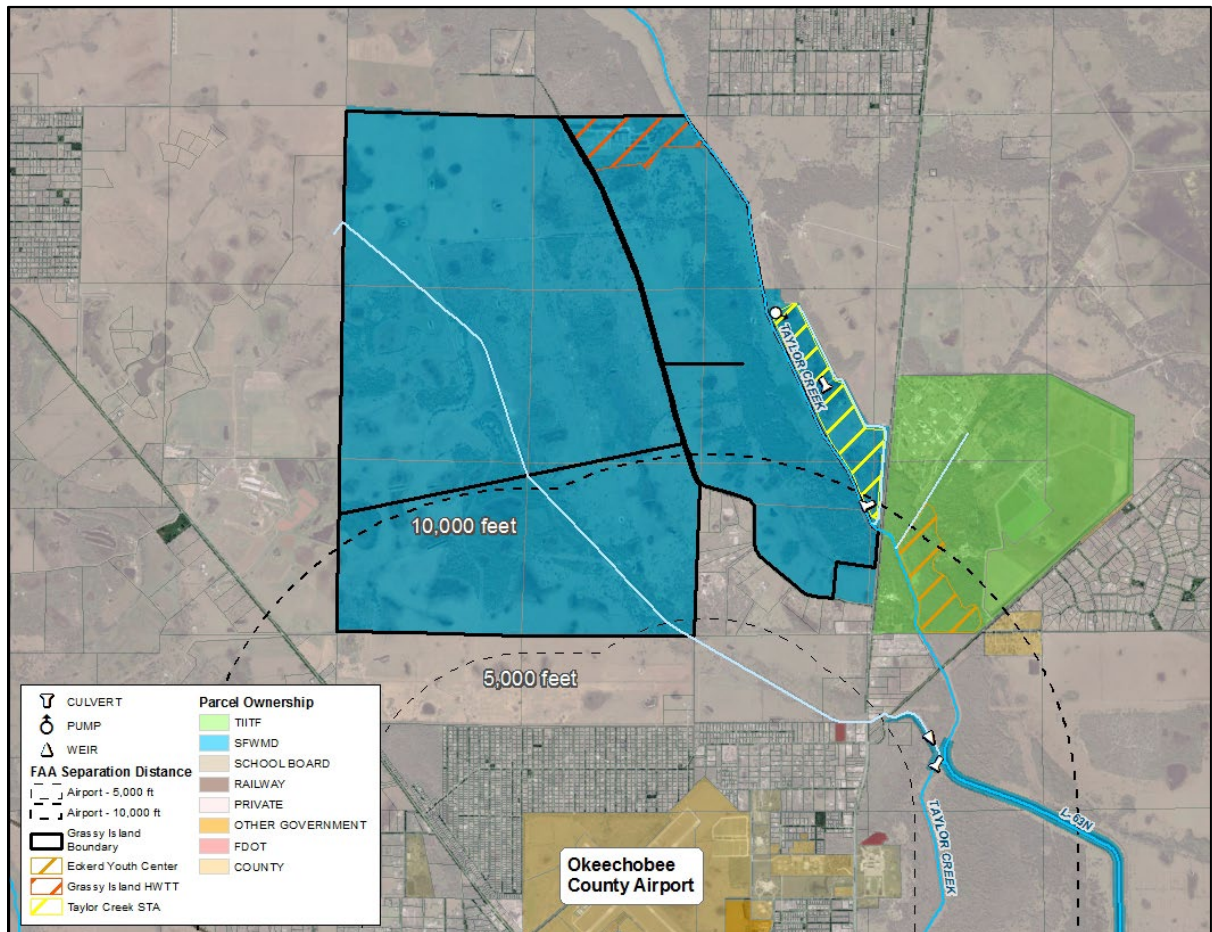 TAYLOR CREEK
10,000 feet
5,000 feet
CULVERT
PUMP
WEIR
FAA Separation Distance
Airport - 5,000 ft
Airport - 10,000 ft
Grassy Island
Boundary
Eckerd Youth Center
Grassy Island HWTT
Taylor Creek STA
Parcel Ownership
TIITF
SFWMD
SCHOOL BOARD
RAILWAY
PRIVATE
OTHER GOVERNMENT
FDOT
COUNTY
Okeechobee
County Airport
TAYLOR CREEK
L-63N